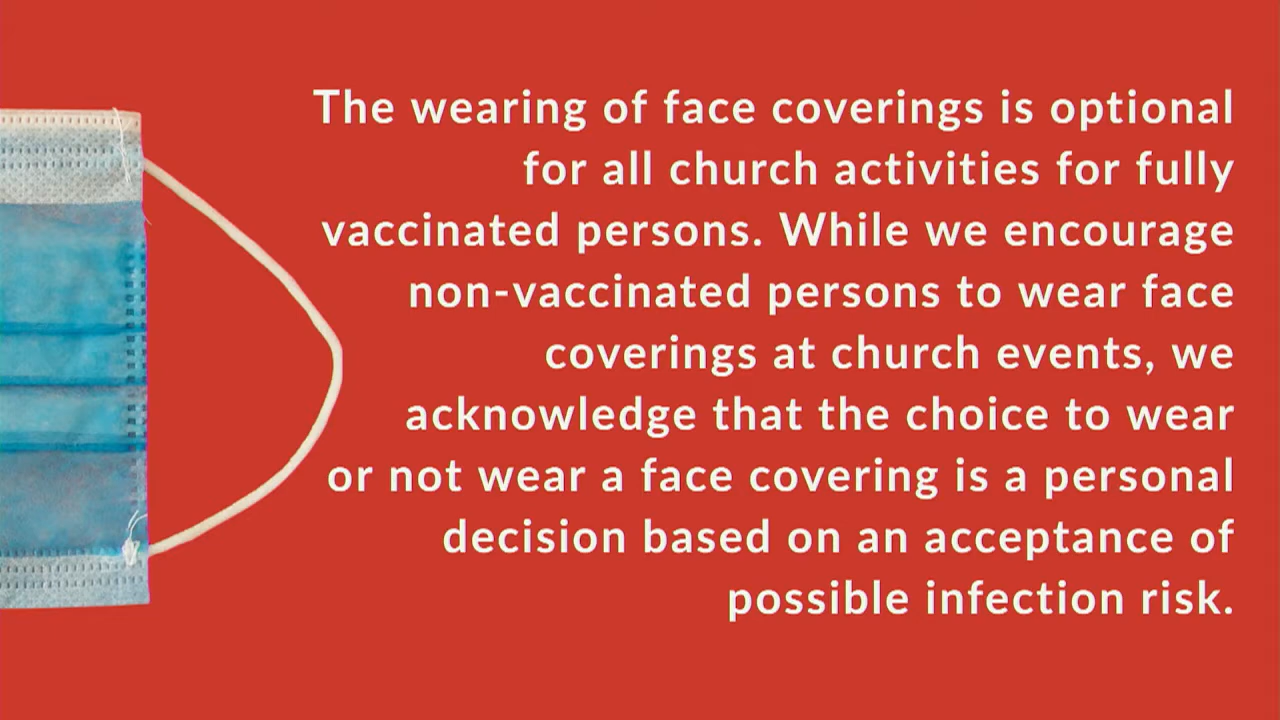 The wearing of face coverings is optional
for all church activities for fully
vaccinated persons. While we encourage
non-vaccinated persons to wear face
coverings at church events, we
acknowledge that the choice to wear
or not wear a face covering is a personal
decision based on an acceptance of
possible infection risk.